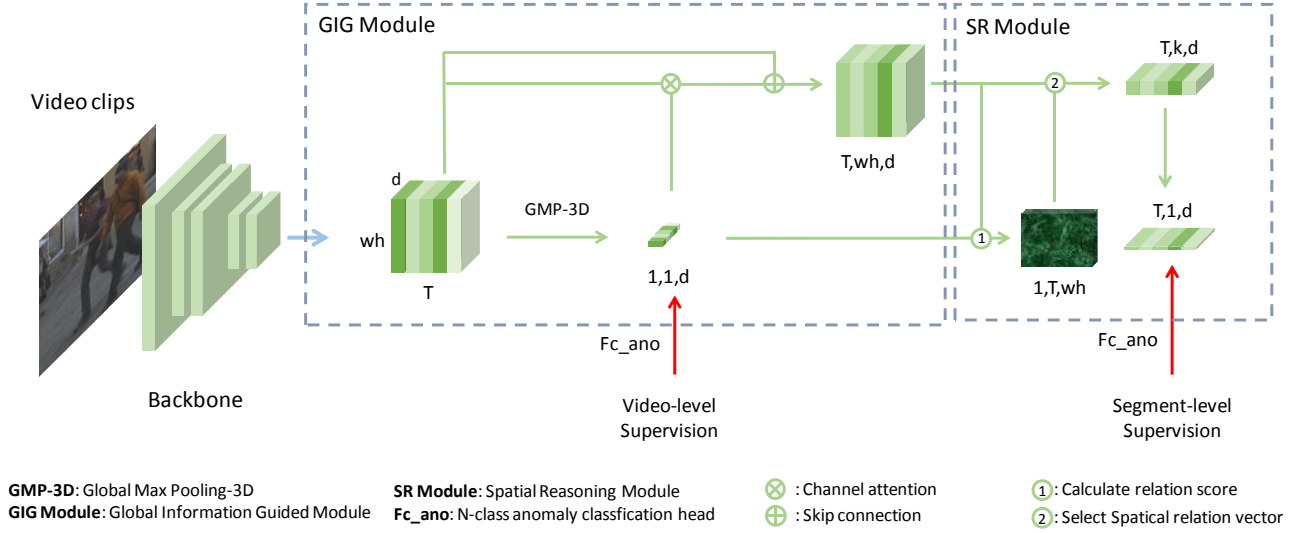 GIG Module
SR Module
Video clips
T,k,d
2
T,wh,d
d
GMP-3D
wh
T,1,d
1
T
1,1,d
1,T,wh
Fc_ano
Fc_ano
Backbone
Video-level
Supervision
Segment-level
Supervision
GMP-3D: Global Max Pooling-3D
GIG Module: Global Information Guided Module
SR Module: Spatial Reasoning Module
Fc_ano: N-class anomaly classfication head
: Channel attention
: Skip connection
1: Calculate relation score
2: Select Spatical relation vector